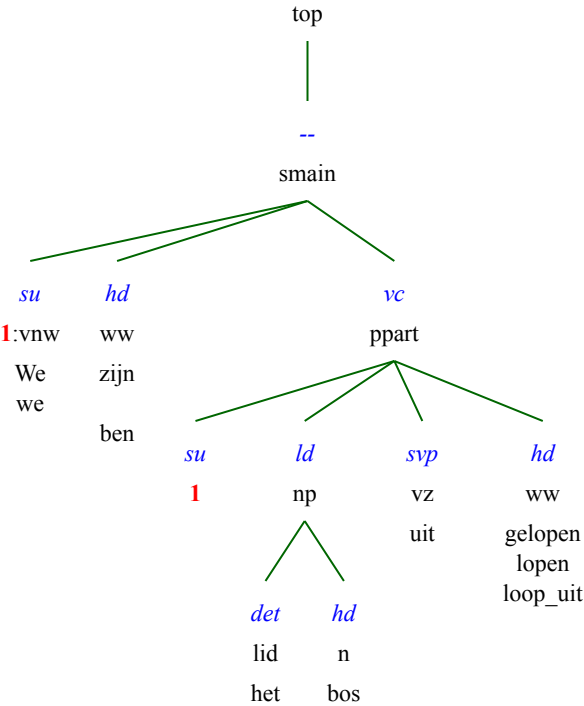 top
--
smain
su hd vc
1:vnw ww ppart
We zijn
we
ben
su ld svp hd
1 np vz ww
uit gelopen
lopen
loop_uit
det hd
lid n
het bos